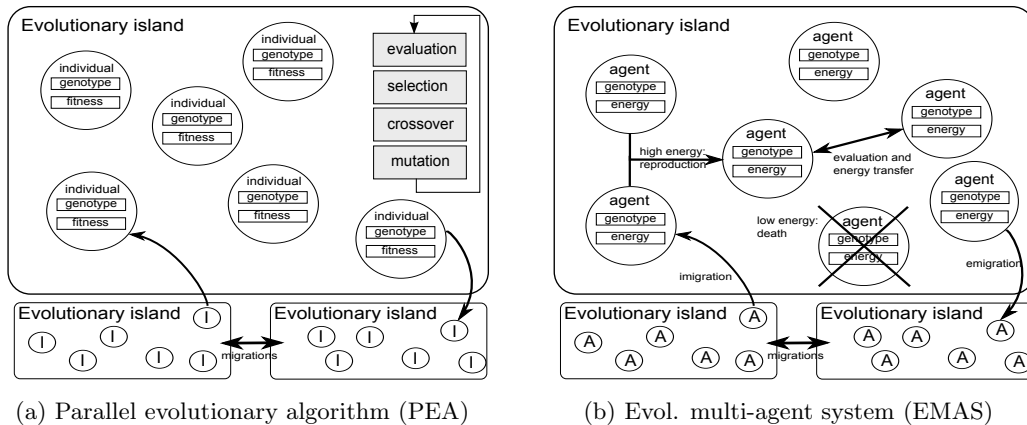 Evolutionary island
individual
genotype
fitness
individual
genotype
fitness
individual
genotype
fitness
individual
genotype
fitness
individual
genotype
fitness
individual
genotype
fitness
evaluation
selection
crossover
mutation
Evolutionary island
I
I
I
I
I
I
migrations
Evolutionary island
I
I
I
I
I
I
(a) Parallel evolutionary algorithm (PEA)
Evolutionary island
agent
genotype
energy
agent
genotype
energy
agent
genotype
energy
agent
genotype
energy
high energy:
reproduction
evaluation and
energy transfer
agent
genotype
energy
agent
genotype
energy
low energy:
death
agent
genotype
energy
imigration
emigration
Evolutionary island
A
A
A
A
A
A
migrations
Evolutionary island
A
A
A
A
A
A
(b) Evol. multi-agent system (EMAS)